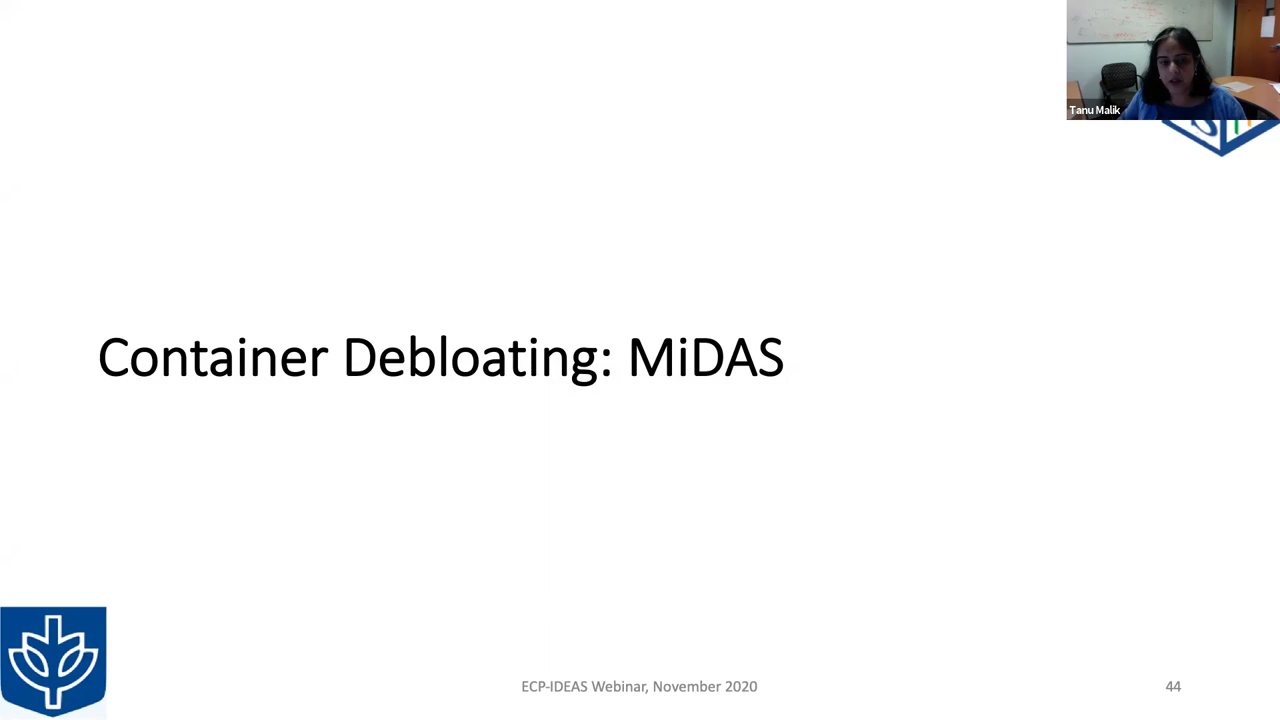 Tanu Malik
Container Debloating: MiDAS
ECP-IDEAS Webinar, November 2020
44